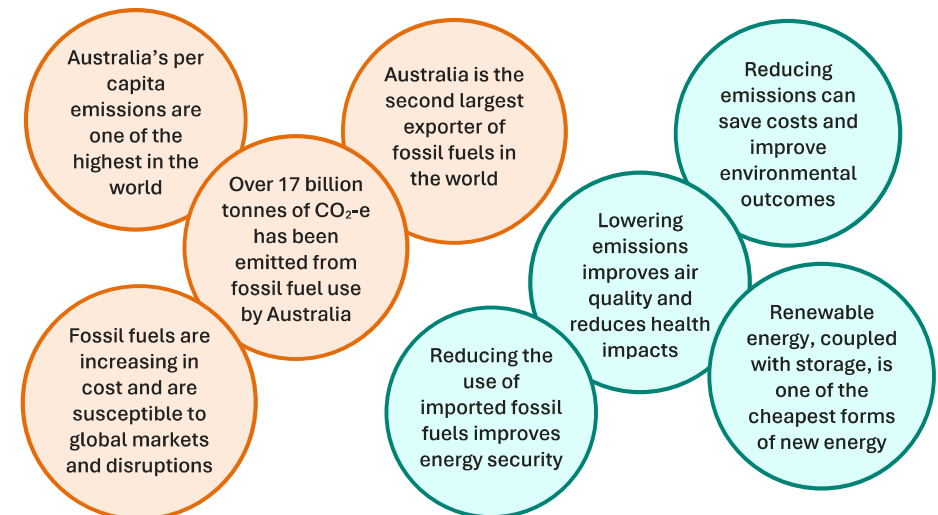 Australia’s per
capita
emissions are
one of the
highest in the
world
Australia is the
second largest
exporter of
fossil fuels in
the world
Over 17 billion
tonnes of CO₂-e
has been
emitted from
fossil fuel use
by Australia
Fossil fuels are
increasing in
cost and are
susceptible to
global markets
and disruptions
Reducing
emissions can
save costs and
improve
environmental
outcomes
Lowering
emissions
improves air
quality and
reduces health
impacts
Reducing the
use of
imported fossil
fuels improves
energy security
Renewable
energy, coupled
with storage, is
one of the
cheapest forms
of new energy